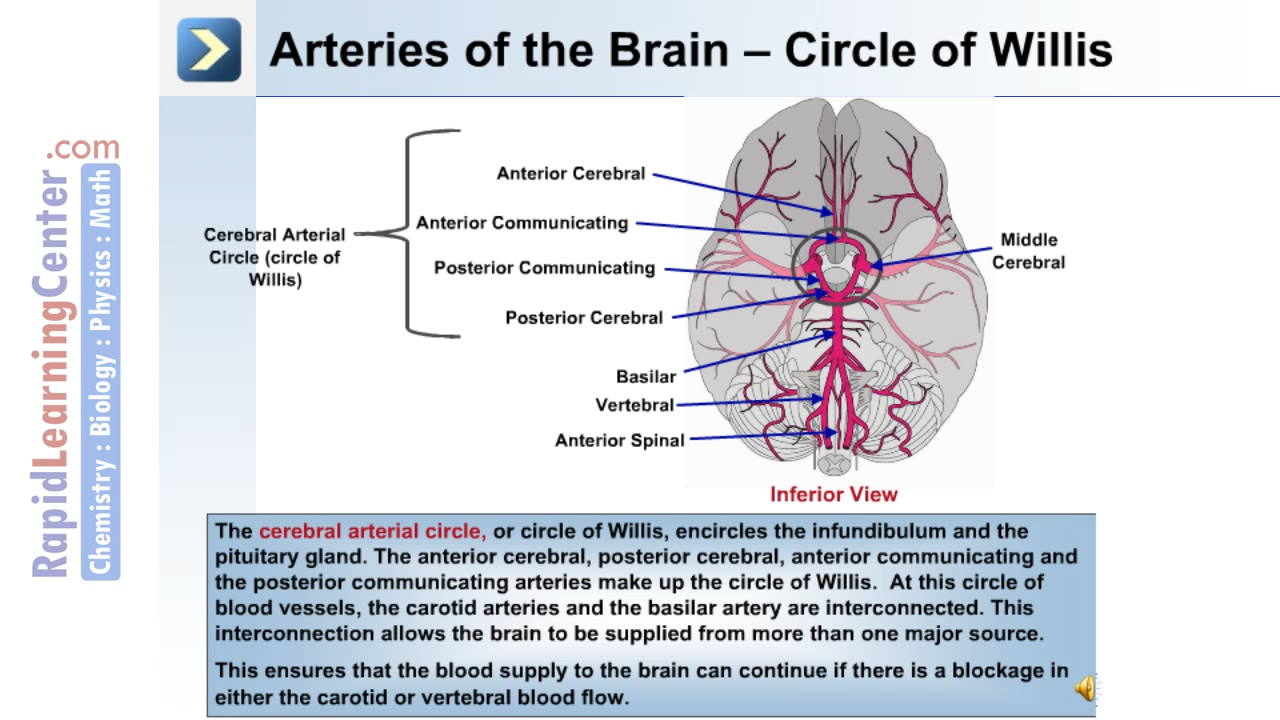 Arteries of the Brain – Circle of Willis
RapidLearningCenter.com
Chemistry : Biology : Physics : Math
Cerebral Arterial
Circle (circle of
Willis)
Anterior Cerebral
Anterior Communicating
Posterior Communicating
Posterior Cerebral
Basilar
Vertebral
Anterior Spinal
Middle
Cerebral
Inferior View
The cerebral arterial circle, or circle of Willis, encircles the infundibulum and the
pituitary gland. The anterior cerebral, posterior cerebral, anterior communicating and
the posterior communicating arteries make up the circle of Willis.  At this circle of
blood vessels, the carotid arteries and the basilar artery are interconnected. This
interconnection allows the brain to be supplied from more than one major source.
This ensures that the blood supply to the brain can continue if there is a blockage in
either the carotid or vertebral blood flow.